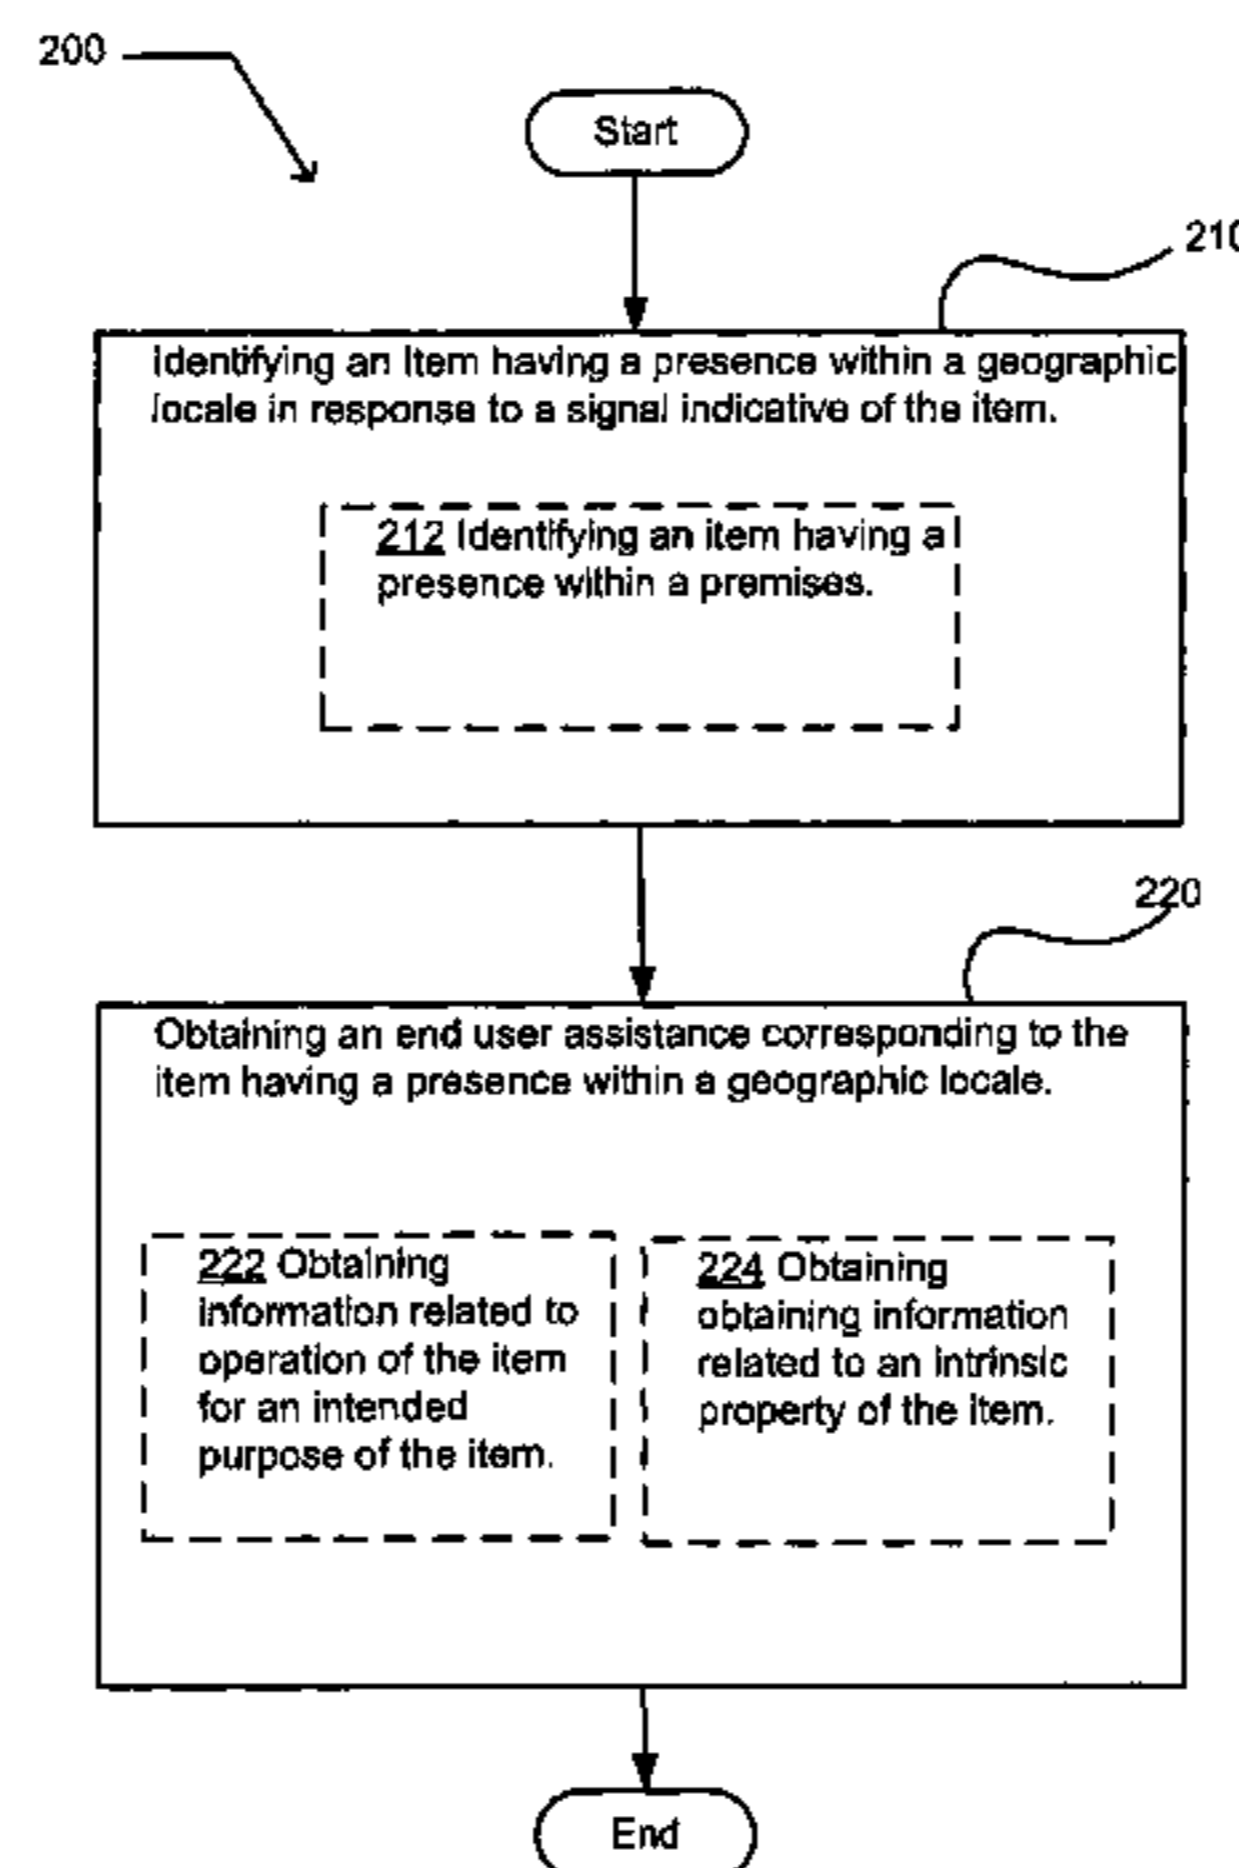 200
Start
210
Identifying an item having a presence within a geographic
locale in response to a signal indicative of the item.
212 Identifying an item having a
presence within a premises.
220
Obtaining an end user assistance corresponding to the
item having a presence within a geographic locale.
222 Obtaining
information related to
operation of the item
for an intended
purpose of the item.
224 Obtaining
obtaining information
related to an intrinsic
property of the item.
End